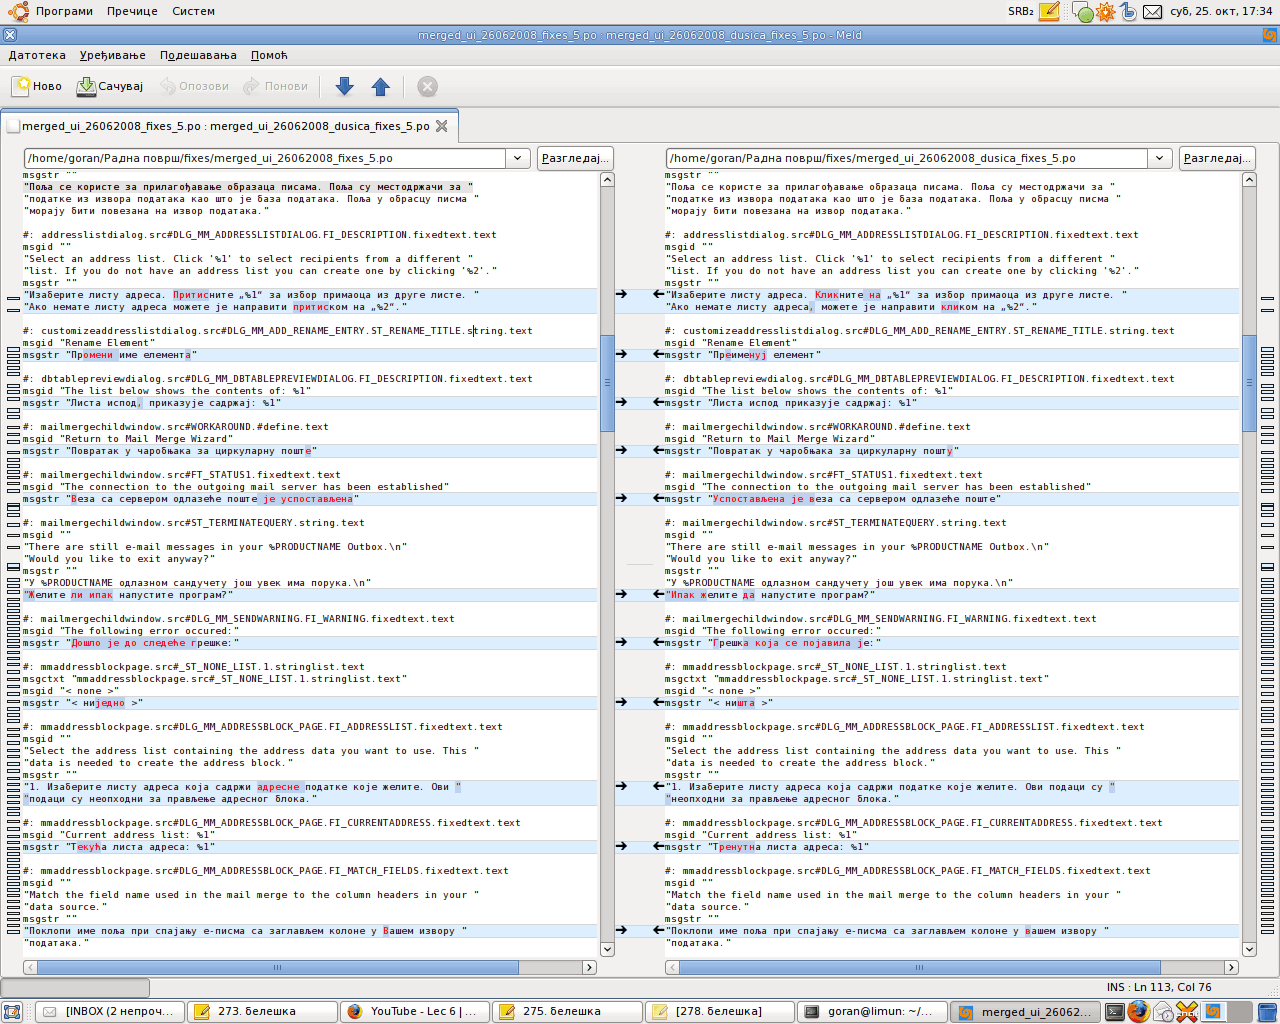 Програми Пречице Систем SRB₂ суб, 25. окт, 17:34
merged_ui_26062008_fixes_5.po : merged_ui_26062008_dusica_fixes_5.po - Meld
Датотека Уређивање Подешавања Помоћ
Ново Сачувај Опозови Понови
merged_ui_26062008_fixes_5.po : merged_ui_26062008_dusica_fixes_5.po
/home/goran/Радна површ/fixes/merged_ui_26062008_fixes_5.po Разгледај...
msgstr ""
"Поља се користе за прилагођавање образаца писама. Поља су местодржачи за "
"податке из извора података као што је база података. Поља у обрасцу писма "
"морају бити повезана на извор података."
#: addresslistdialog.src#DLG_MM_ADDRESSLISTDIALOG.FI_DESCRIPTION.fixedtext.text
msgid ""
"Select an address list. Click '%1' to select recipients from a different "
"list. If you do not have an address list you can create one by clicking '%2'."
msgstr ""
"Изаберите листу адреса. Притисните „%1“ за избор примаоца из друге листе. "
"Ако немате листу адреса можете је направити притиском на „%2“."
#: customizeaddresslistdialog.src#DLG_MM_ADD_RENAME_ENTRY.ST_RENAME_TITLE.string.text
msgid "Rename Element"
msgstr "Промени име елемента"
#: dbtablepreviewdialog.src#DLG_MM_DBTABLEPREVIEWDIALOG.FI_DESCRIPTION.fixedtext.text
msgid "The list below shows the contents of: %1"
msgstr "Листа испод, приказује садржај: %1"
#: mailmergechildwindow.src#WORKAROUND.#define.text
msgid "Return to Mail Merge Wizard"
msgstr "Повратак у чаробњака за циркуларну поште"
#: mailmergechildwindow.src#FT_STATUS1.fixedtext.text
msgid "The connection to the outgoing mail server has been established"
msgstr "Веза са сервером одлазеће поште је успостављена"
#: mailmergechildwindow.src#ST_TERMINATEQUERY.string.text
msgid ""
"There are still e-mail messages in your %PRODUCTNAME Outbox.\n"
"Would you like to exit anyway?"
msgstr ""
"У %PRODUCTNAME одлазном сандучету још увек има порука.\n"
"Желите ли ипак напустите програм?"
#: mailmergechildwindow.src#DLG_MM_SENDWARNING.FI_WARNING.fixedtext.text
msgid "The following error occured:"
msgstr "Дошло је до следеће грешке:"
#: mmaddressblockpage.src#_ST_NONE_LIST.1.stringlist.text
msgctxt "mmaddressblockpage.src#_ST_NONE_LIST.1.stringlist.text"
msgid "< none >"
msgstr "< ниједно >"
#: mmaddressblockpage.src#DLG_MM_ADDRESSBLOCK_PAGE.FI_ADDRESSLIST.fixedtext.text
msgid ""
"Select the address list containing the address data you want to use. This "
"data is needed to create the address block."
msgstr ""
"1. Изаберите листу адреса која садржи адресне податке које желите. Ови "
"подаци су неопходни за прављење адресног блока."
#: mmaddressblockpage.src#DLG_MM_ADDRESSBLOCK_PAGE.FI_CURRENTADDRESS.fixedtext.text
msgid "Current address list: %1"
msgstr "Текућа листа адреса: %1"
#: mmaddressblockpage.src#DLG_MM_ADDRESSBLOCK_PAGE.FI_MATCH_FIELDS.fixedtext.text
msgid ""
"Match the field name used in the mail merge to the column headers in your "
"data source."
msgstr ""
"Поклопи име поља при спајању е-писма са заглављем колоне у Вашем извору "
"података."
/home/goran/Радна површ/fixes/merged_ui_26062008_dusica_fixes_5.po Разгледај...
msgstr ""
"Поља се користе за прилагођавање образаца писама. Поља су местодржачи за "
"податке из извора података као што је база података. Поља у обрасцу писма "
"морају бити повезана на извор података."
#: addresslistdialog.src#DLG_MM_ADDRESSLISTDIALOG.FI_DESCRIPTION.fixedtext.text
msgid ""
"Select an address list. Click '%1' to select recipients from a different "
"list. If you do not have an address list you can create one by clicking '%2'."
msgstr ""
"Изаберите листу адреса. Кликните на „%1“ за избор примаоца из друге листе. "
"Ако немате листу адреса, можете је направити кликом на „%2“."
#: customizeaddresslistdialog.src#DLG_MM_ADD_RENAME_ENTRY.ST_RENAME_TITLE.string.text
msgid "Rename Element"
msgstr "Преименуј елемент"
#: dbtablepreviewdialog.src#DLG_MM_DBTABLEPREVIEWDIALOG.FI_DESCRIPTION.fixedtext.text
msgid "The list below shows the contents of: %1"
msgstr "Листа испод приказује садржај: %1"
#: mailmergechildwindow.src#WORKAROUND.#define.text
msgid "Return to Mail Merge Wizard"
msgstr "Повратак у чаробњака за циркуларну пошту"
#: mailmergechildwindow.src#FT_STATUS1.fixedtext.text
msgid "The connection to the outgoing mail server has been established"
msgstr "Успостављена је веза са сервером одлазеће поште"
#: mailmergechildwindow.src#ST_TERMINATEQUERY.string.text
msgid ""
"There are still e-mail messages in your %PRODUCTNAME Outbox.\n"
"Would you like to exit anyway?"
msgstr ""
"У %PRODUCTNAME одлазном сандучету још увек има порука.\n"
"Ипак желите да напустите програм?"
#: mailmergechildwindow.src#DLG_MM_SENDWARNING.FI_WARNING.fixedtext.text
msgid "The following error occured:"
msgstr "Грешка која се појавила је:"
#: mmaddressblockpage.src#_ST_NONE_LIST.1.stringlist.text
msgctxt "mmaddressblockpage.src#_ST_NONE_LIST.1.stringlist.text"
msgid "< none >"
msgstr "< ништа >"
#: mmaddressblockpage.src#DLG_MM_ADDRESSBLOCK_PAGE.FI_ADDRESSLIST.fixedtext.text
msgid ""
"Select the address list containing the address data you want to use. This "
"data is needed to create the address block."
msgstr ""
"1. Изаберите листу адреса која садржи податке које желите. Ови подаци су "
"неопходни за прављење адресног блока."
#: mmaddressblockpage.src#DLG_MM_ADDRESSBLOCK_PAGE.FI_CURRENTADDRESS.fixedtext.text
msgid "Current address list: %1"
msgstr "Тренутна листа адреса: %1"
#: mmaddressblockpage.src#DLG_MM_ADDRESSBLOCK_PAGE.FI_MATCH_FIELDS.fixedtext.text
msgid ""
"Match the field name used in the mail merge to the column headers in your "
"data source."
msgstr ""
"Поклопи име поља при спајању е-писма са заглављем колоне у вашем извору "
"података."
INS : Ln 113, Col 76
[INBOX (2 непроч... 273. белешка YouTube - Lec 6 | ... 275. белешка [278. белешка] goran@limun: ~/... merged_ui_26062...